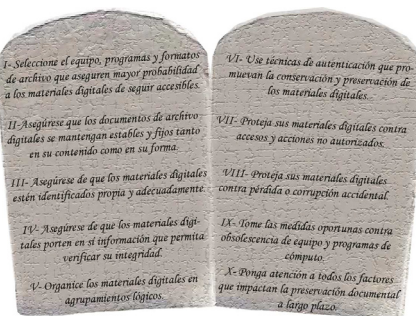 I- Seleccione el equipo, programas y formatos
de archivo que aseguren mayor probabilidad
a los materiales digitales de seguir accesibles.
II-Asegúrese que los documentos de archivo
digitales se mantengan estables y fijos tanto
en su contenido como en su forma.
III- Asegúrese de que los materiales digitales
estén identificados propia y adecuadamente.
IV- Asegúrese de que los materiales digi-
tales porten en sí información que permita
verificar su integridad.
V- Organice los materiales digitales en
agrupamientos lógicos.
VI- Use técnicas de autenticación que pro-
muevan la conservación y preservación de
los materiales digitales.
VII- Proteja sus materiales digitales contra
accesos y acciones no autorizados.
VIII- Proteja sus materiales digitales
contra pérdida o corrupción accidental.
IX- Tome las medidas oportunas contra
obsolescencia de equipo y programas de
cómputo.
X- Ponga atención a todos los factores
que impactan la preservación documental
a largo plazo.